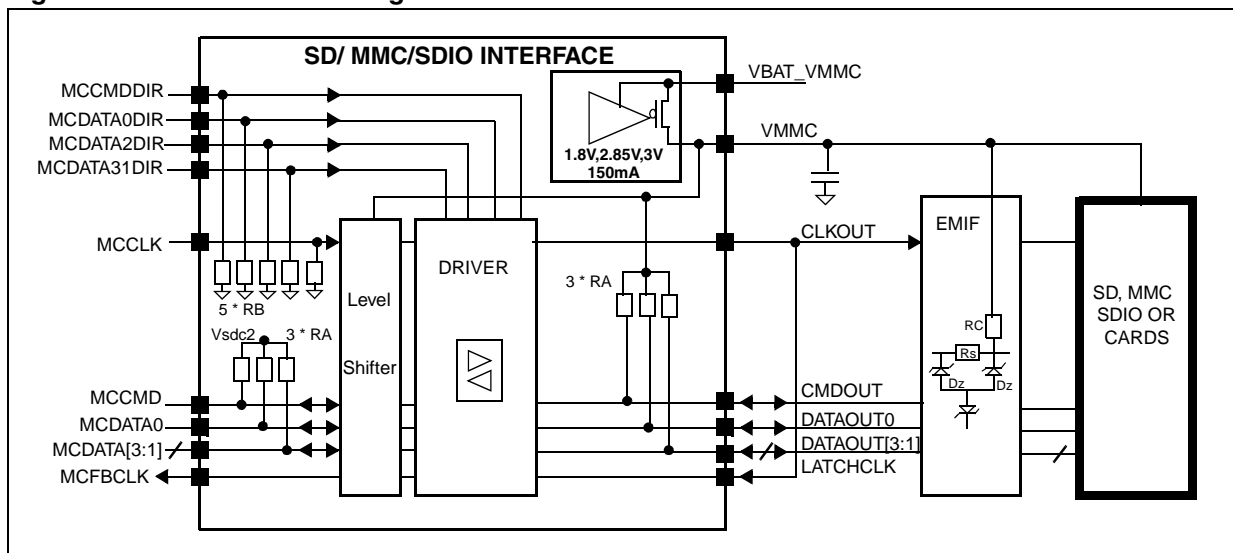 SD/ MMC/SDIO INTERFACE
MCCMDDIR
MCDATA0DIR
MCDATA2DIR
MCDATA31DIR
VBAT_VMMC
VMMC
1.8V,2.85V,3V
150mA
MCCLK
CLKOUT
EMIF
DRIVER
3 * RA
5 * RB
Level
Shifter
Vsdc2
3 * RA
RC
Rs
Dz
Dz
SD, MMC
SDIO OR
CARDS
MCCMD
CMDOUT
MCDATA0
DATAOUT0
MCDATA[3:1]
DATAOUT[3:1]
LATCHCLK
MCFBCLK